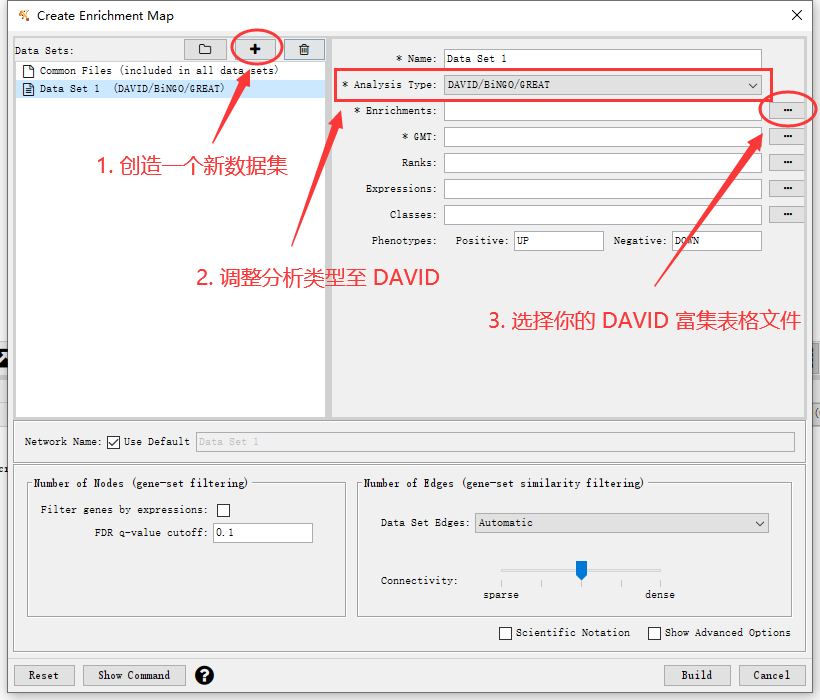 Create Enrichment Map
Data Sets:
Common Files (included in all data sets)
Data Set 1 (DAVID/BiNGO/GREAT)
1. 创造一个新数据集
* Name: Data Set 1
* Analysis Type: DAVID/BiNGO/GREAT
* Enrichments:
* GMT:
Ranks:
Expressions:
Classes:
Phenotypes: Positive: UP Negative: DOWN
2. 调整分析类型至 DAVID
3. 选择你的 DAVID 富集表格文件
Network Name: Use Default Data Set 1
Number of Nodes (gene-set filtering)
Filter genes by expressions:
FDR q-value cutoff: 0.1
Number of Edges (gene-set similarity filtering)
Data Set Edges: Automatic
Connectivity:
sparse dense
Scientific Notation Show Advanced Options
Reset Show Command ? Build Cancel